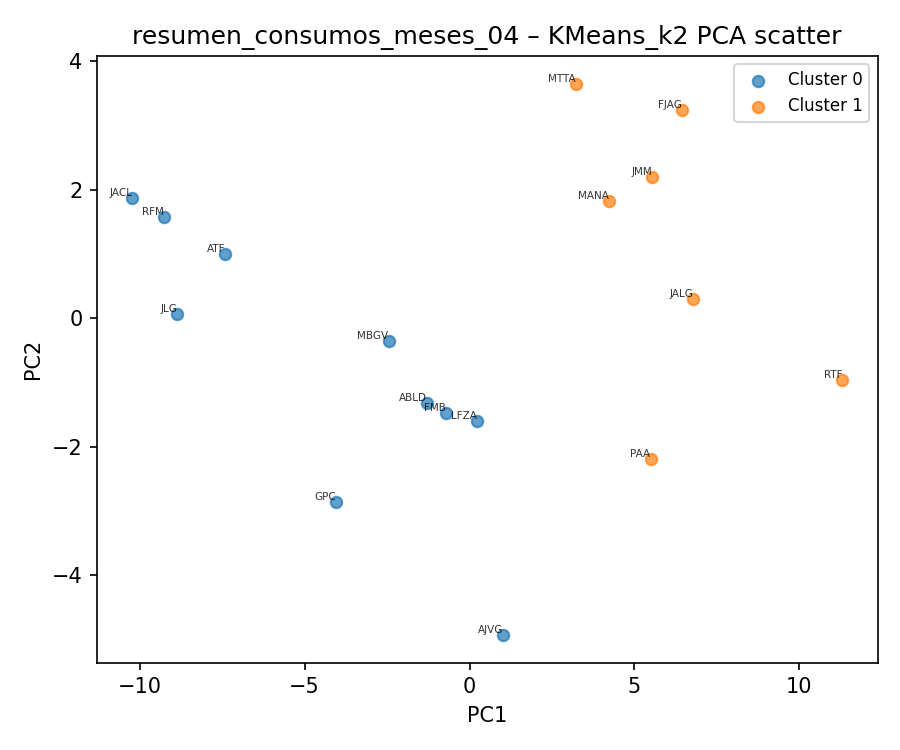 resumen_consumos_meses_04 – KMeans_k2 PCA scatter
Cluster 0
Cluster 1
MTTA
FJAG
JMM
MANA
JACL
RFM
ATF
JLG
JALG
MBGV
RTF
ABLD
FMB
LFZA
PAA
GPC
AJVG
4
2
0
−2
−4
PC2
−10
−5
0
5
10
PC1